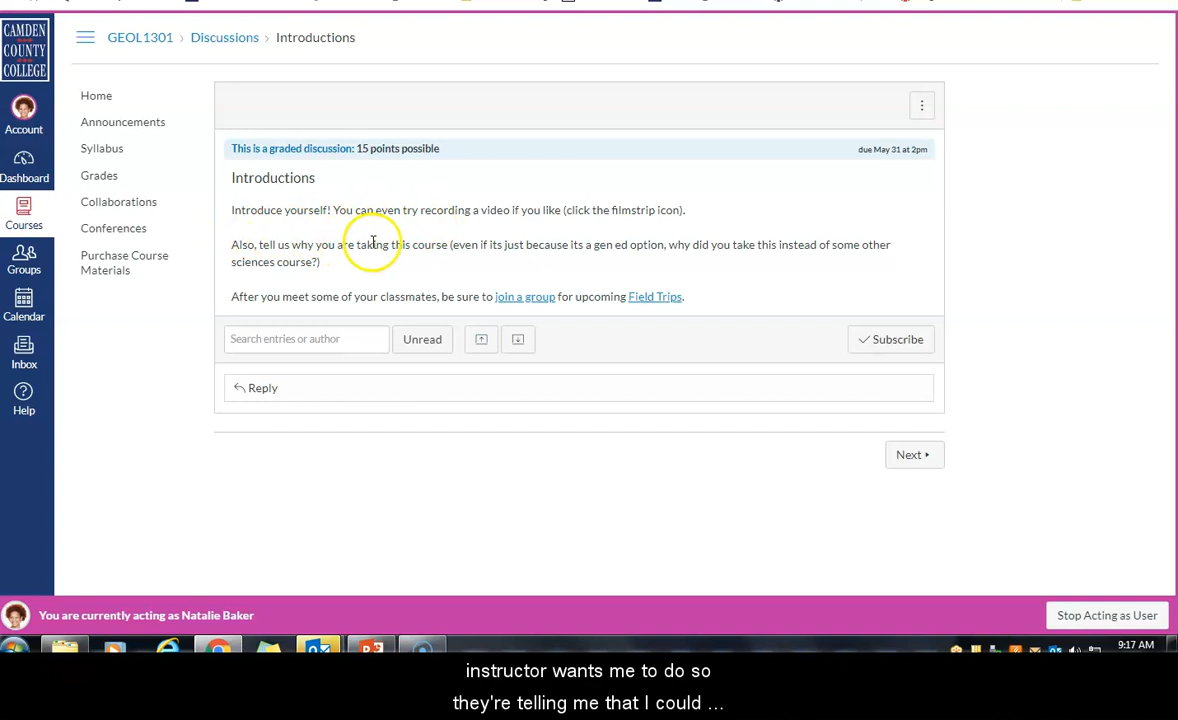 CAMDEN
COUNTY
COLLEGE
GEOL1301 › Discussions › Introductions
Account
Dashboard
Courses
Groups
Calendar
Inbox
Help
Home
Announcements
Syllabus
Grades
Collaborations
Conferences
Purchase Course
Materials
This is a graded discussion: 15 points possible
due May 31 at 2pm
Introductions
Introduce yourself! You can even try recording a video if you like (click the filmstrip icon).
Also, tell us why you are taking this course (even if its just because its a gen ed option, why did you take this instead of some other
sciences course?)
After you meet some of your classmates, be sure to join a group for upcoming Field Trips.
Search entries or author
Unread
Subscribe
Reply
Next
You are currently acting as Natalie Baker
Stop Acting as User
9:17 AM
instructor wants me to do so
they're telling me that I could ...